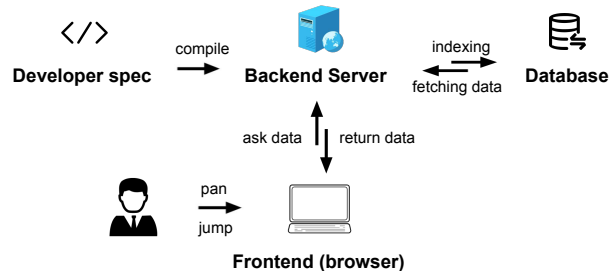 </>
compile
indexing
Developer spec
Backend Server
fetching data
Database
ask data
return data
pan
jump
Frontend (browser)